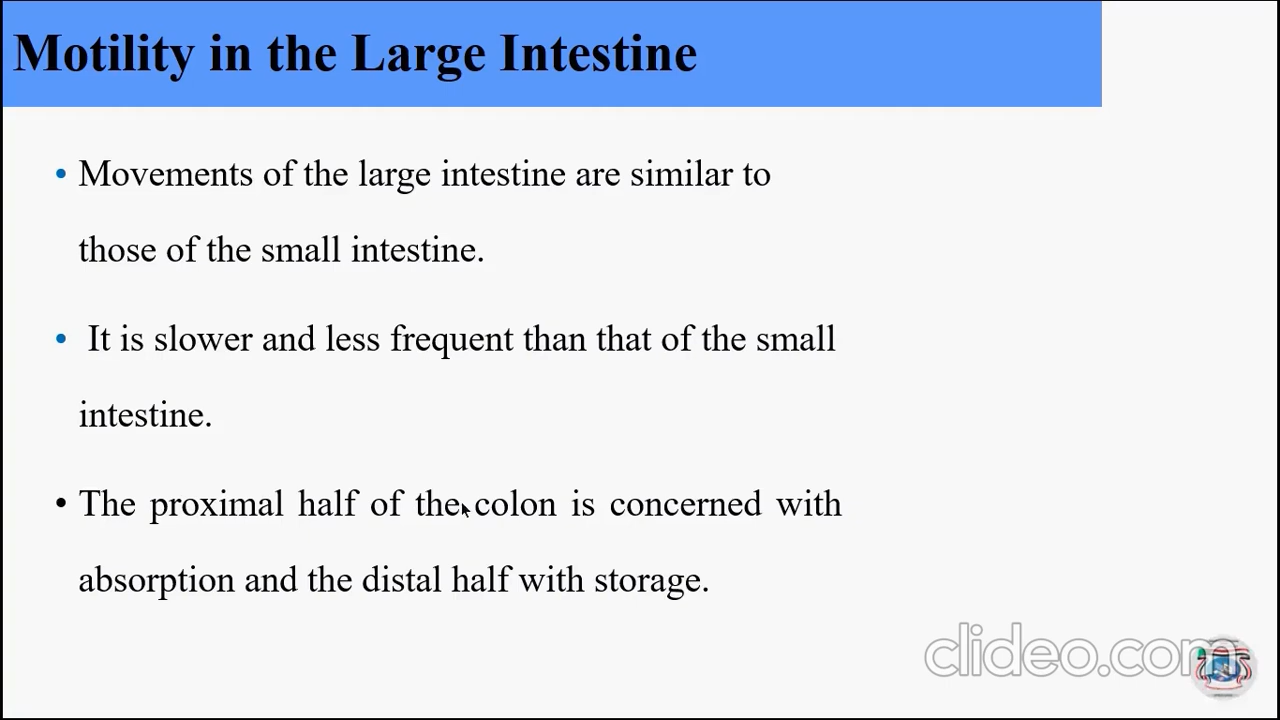 Motility in the Large Intestine
• Movements of the large intestine are similar to
those of the small intestine.
• It is slower and less frequent than that of the small
intestine.
• The proximal half of the colon is concerned with
absorption and the distal half with storage.
clideo.com